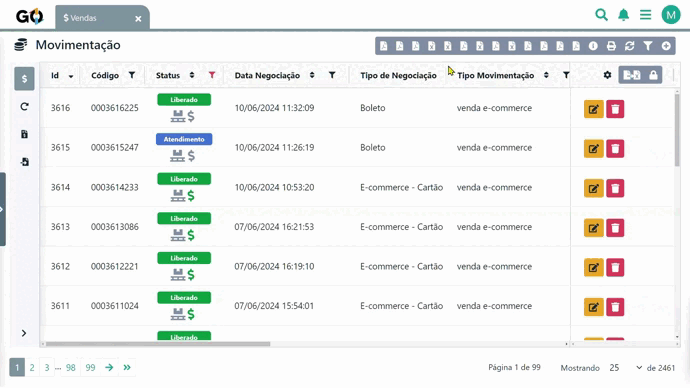 GO
$ Vendas ×
M
Movimentação
Id Código Status Data Negociação Tipo de Negociação Tipo Movimentação
3616 0003616225 Liberado 10/06/2024 11:32:09 Boleto venda e-commerce
3615 0003615247 Atendimento 10/06/2024 11:26:19 Boleto venda e-commerce
3614 0003614233 Liberado 10/06/2024 10:53:20 E-commerce - Cartão venda e-commerce
3613 0003613086 Liberado 07/06/2024 16:21:53 E-commerce - Cartão venda e-commerce
3612 0003612221 Liberado 07/06/2024 16:19:10 E-commerce - Cartão venda e-commerce
3611 0003611024 Liberado 07/06/2024 15:54:01 E-commerce - Cartão venda e-commerce
Liberado
1 2 3 ... 98 99 Página 1 de 99 Mostrando 25 de 2461